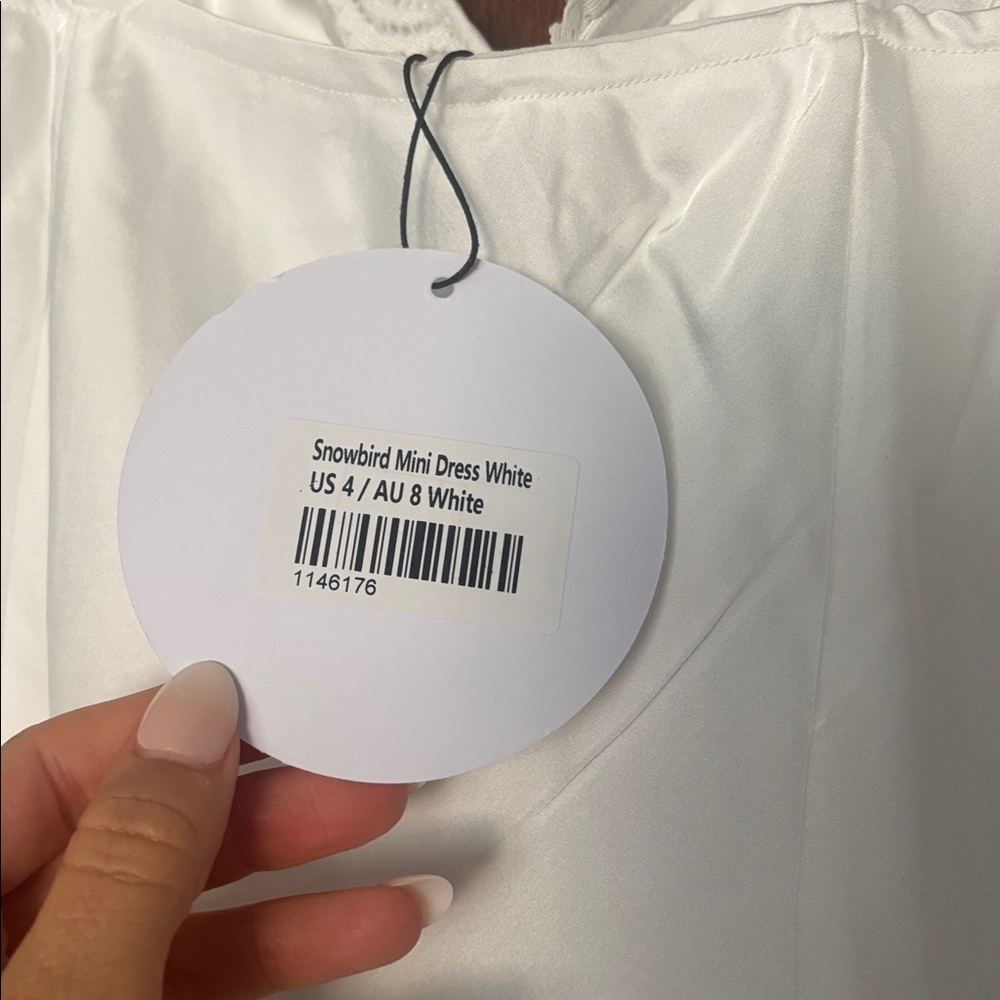 Snowbird Mini Dress White
US 4 / AU 8 White
1146176